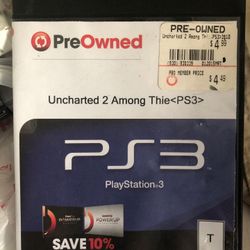 PRE-OWNED
Uncharted 2 Among Thi
$4.99
PRO MEMBER PRICE
$4.49
PreOwned
Uncharted 2 Among Thie<PS3>
PS3
PlayStation®3
POWERUP
SAVE 10%
T